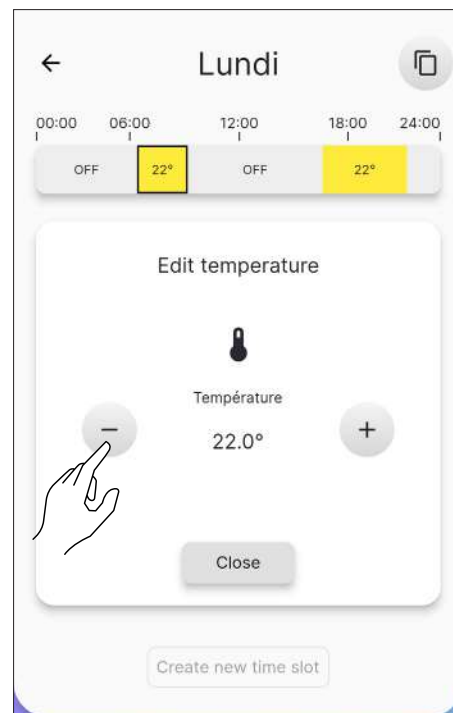 Lundi
00:00 06:00 12:00 18:00 24:00
OFF 22° OFF 22°
Edit temperature
Température
22.0°
Close
Create new time slot